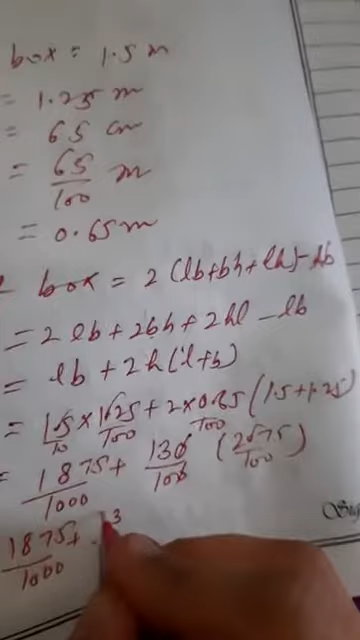 box = 1.5 m
= 1.25 m
= 65 cm
= 65/100 m
= 0.65 m
box = 2 (lb+bh+lh) - lb
= 2lb + 2bh + 2hl - lb
= lb + 2h(l+b)
= 15/10 × 125/100 + 2 × 0.65/100 (1.5+1.25)
= 1875/1000 + 130/100 (275/100)
1875/1000 + 13